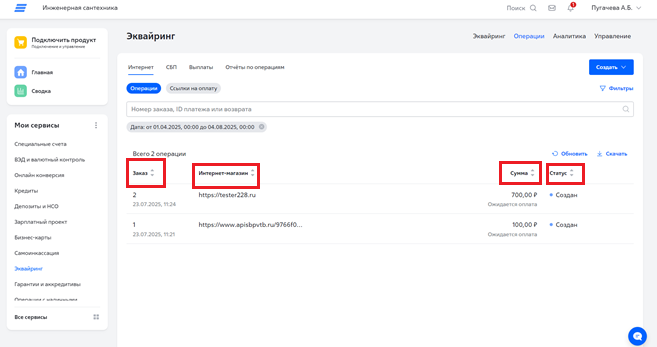 Инженерная сантехника
Поиск
1
Пугачева А.Б.
Подключить продукт
Подключение и управление
Главная
Сводка
Мои сервисы
Специальные счета
ВЭД и валютный контроль
Онлайн конверсия
Кредиты
Депозиты и НСО
Зарплатный проект
Бизнес-карты
Самоинкассация
Эквайринг
Гарантии и аккредитивы
Операции с наличными
Все сервисы
Эквайринг
Эквайринг
Операции
Аналитика
Управление
Интернет
СБП
Выплаты
Отчёты по операциям
Создать
Операции
Ссылки на оплату
Фильтры
Номер заказа, ID платежа или возврата
Дата: от 01.04.2025, 00:00 до 04.08.2025, 00:00
Всего 2 операции
Обновить
Скачать
Заказ
Интернет-магазин
Сумма
Статус
2
https://tester228.ru
700,00 ₽
Создан
23.07.2025, 11:24
Ожидается оплата
1
https://www.apisbpvtb.ru/9766f0...
100,00 ₽
Создан
23.07.2025, 11:21
Ожидается оплата